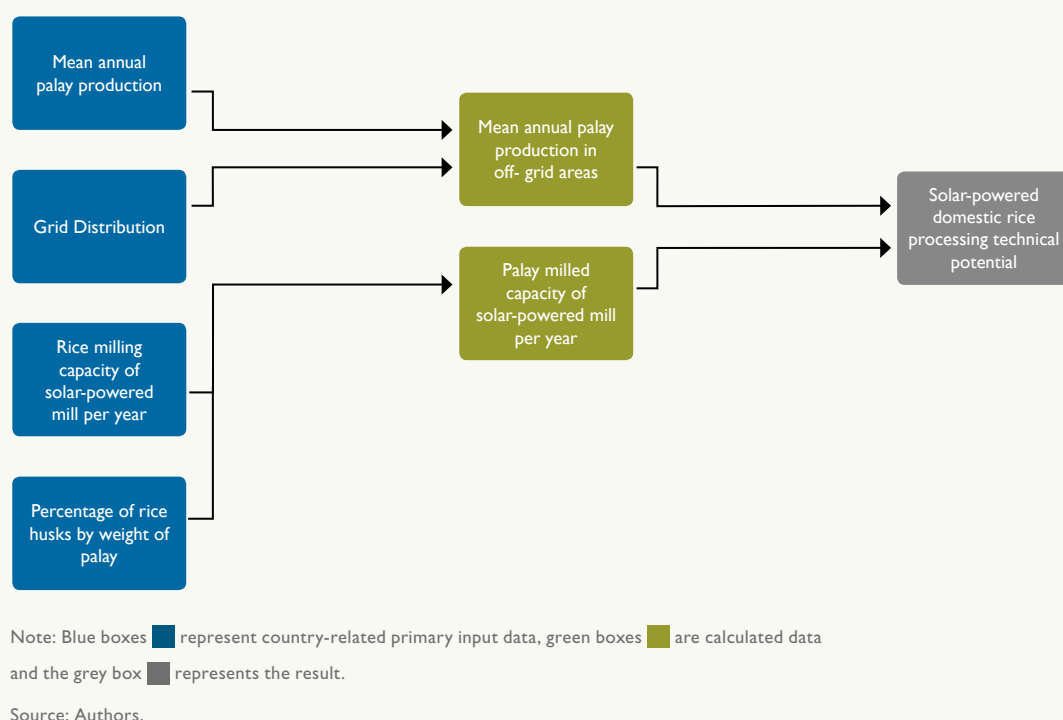 Mean annual
palay production
Grid Distribution
Rice milling
capacity of
solar-powered
mill per year
Percentage of rice
husks by weight of
palay
Mean annual palay
production in
off- grid areas
Palay milled
capacity of
solar-powered mill
per year
Solar-powered
domestic rice
processing technical
potential
Note: Blue boxes represent country-related primary input data, green boxes are calculated data
and the grey box represents the result.
Source: Authors.